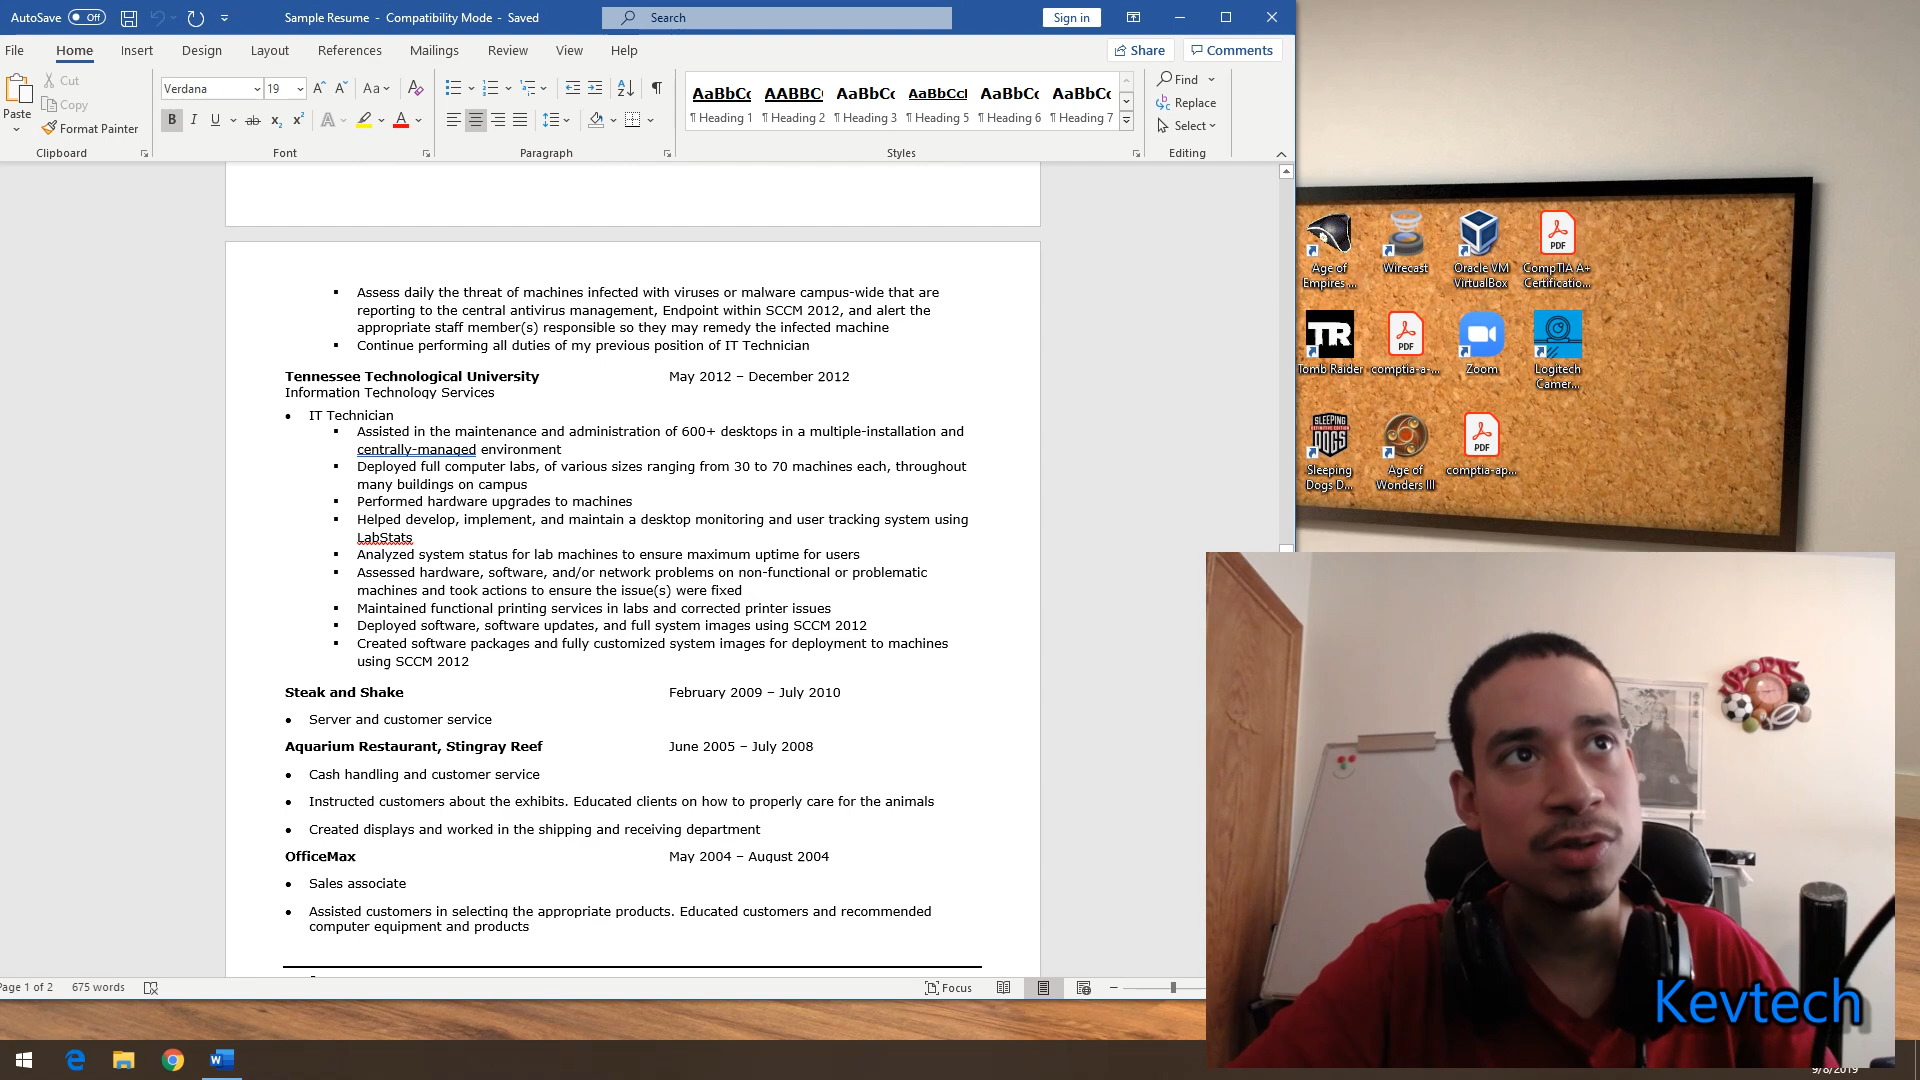 AutoSave Off Sample Resume - Compatibility Mode - Saved Search Sign in
File Home Insert Design Layout References Mailings Review View Help Share Comments
Paste Cut Copy Format Painter
Clipboard
Verdana 19
Font
Paragraph
AaBbCc AABBC AaBbCc AaBbCcI AaBbCc AaBbCc
¶ Heading 1 ¶ Heading 2 ¶ Heading 3 ¶ Heading 5 ¶ Heading 6 ¶ Heading 7
Styles
Find
Replace
Select
Editing
▪ Assess daily the threat of machines infected with viruses or malware campus-wide that are
reporting to the central antivirus management, Endpoint within SCCM 2012, and alert the
appropriate staff member(s) responsible so they may remedy the infected machine
▪ Continue performing all duties of my previous position of IT Technician
Tennessee Technological University May 2012 – December 2012
Information Technology Services
• IT Technician
▪ Assisted in the maintenance and administration of 600+ desktops in a multiple-installation and
centrally-managed environment
▪ Deployed full computer labs, of various sizes ranging from 30 to 70 machines each, throughout
many buildings on campus
▪ Performed hardware upgrades to machines
▪ Helped develop, implement, and maintain a desktop monitoring and user tracking system using
LabStats
▪ Analyzed system status for lab machines to ensure maximum uptime for users
▪ Assessed hardware, software, and/or network problems on non-functional or problematic
machines and took actions to ensure the issue(s) were fixed
▪ Maintained functional printing services in labs and corrected printer issues
▪ Deployed software, software updates, and full system images using SCCM 2012
▪ Created software packages and fully customized system images for deployment to machines
using SCCM 2012
Steak and Shake February 2009 – July 2010
• Server and customer service
Aquarium Restaurant, Stingray Reef June 2005 – July 2008
• Cash handling and customer service
• Instructed customers about the exhibits. Educated clients on how to properly care for the animals
• Created displays and worked in the shipping and receiving department
OfficeMax May 2004 – August 2004
• Sales associate
• Assisted customers in selecting the appropriate products. Educated customers and recommended
computer equipment and products
Page 1 of 2 675 words Focus
Age of
Empires ...
Wirecast
Oracle VM
VirtualBox
PDF
CompTIA A+
Certificatio...
TR
Tomb Raider
PDF
comptia-a-...
Zoom
Logitech
Camer...
SLEEPING
DOGS
Sleeping
Dogs D...
Age of
Wonders III
PDF
comptia-ap...
SPORTS
Kevtech
9/8/2019